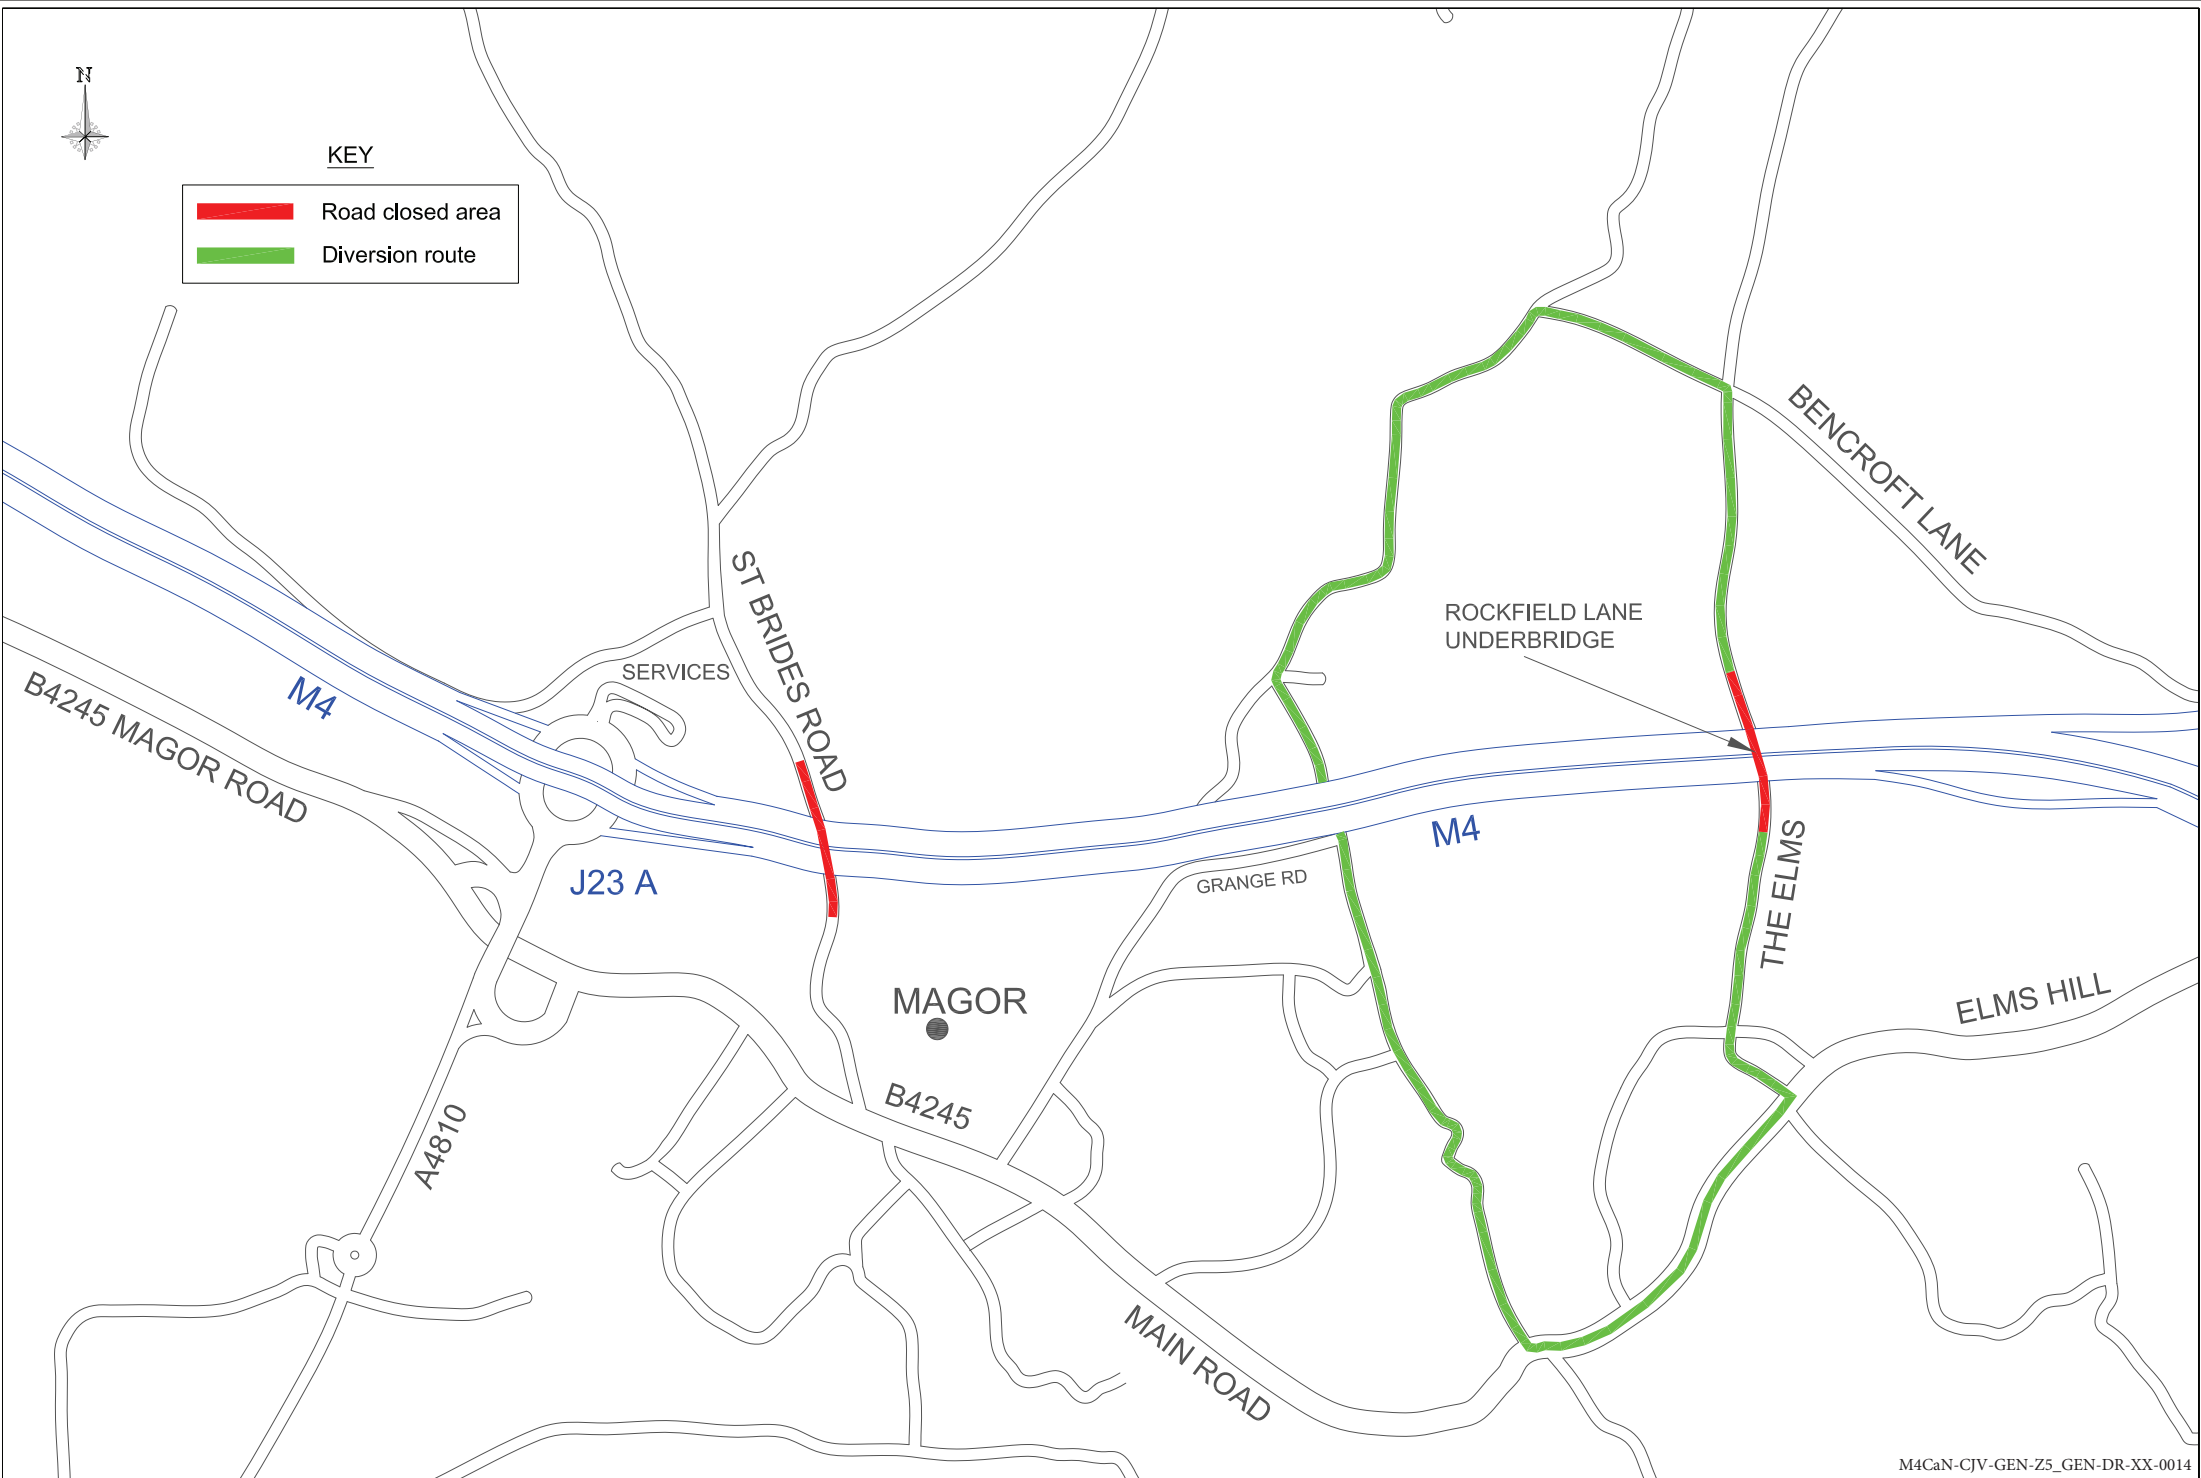 N
KEY
Road closed area
Diversion route
BENCROFT LANE
ST BRIDES ROAD
ROCKFIELD LANE
UNDERBRIDGE
SERVICES
M4
B4245 MAGOR ROAD
M4
J23 A
GRANGE RD
THE ELMS
MAGOR
ELMS HILL
B4245
A4810
MAIN ROAD
M4CaN-CJV-GEN-Z5_GEN-DR-XX-0014